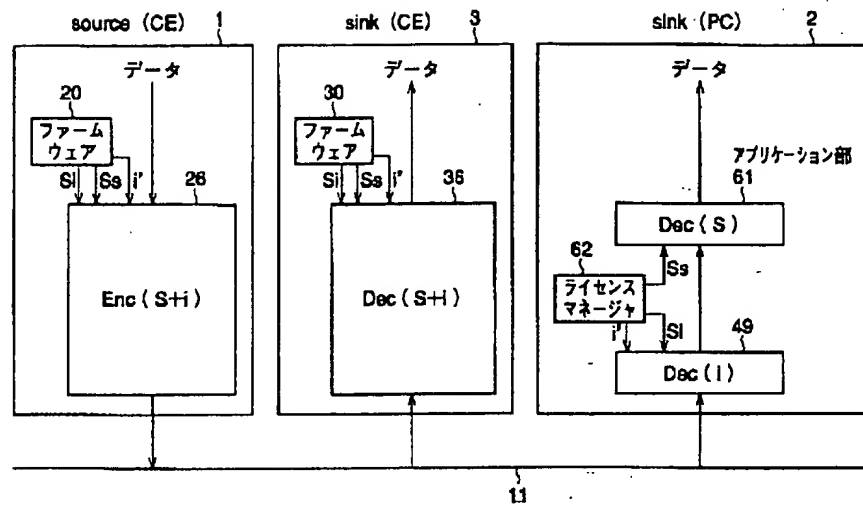 source (CE)
1
データ
20
ファーム
ウェア
Si
Ss
i'
26
Enc(S+i)
sink (CE)
3
データ
30
ファーム
ウェア
Si
Ss
i'
36
Dec(S+i)
sink (PC)
2
データ
アプリケーション部
61
Dec(S)
62
ライセンス
マネージャ
Ss
i'
Si
49
Dec(i)
11